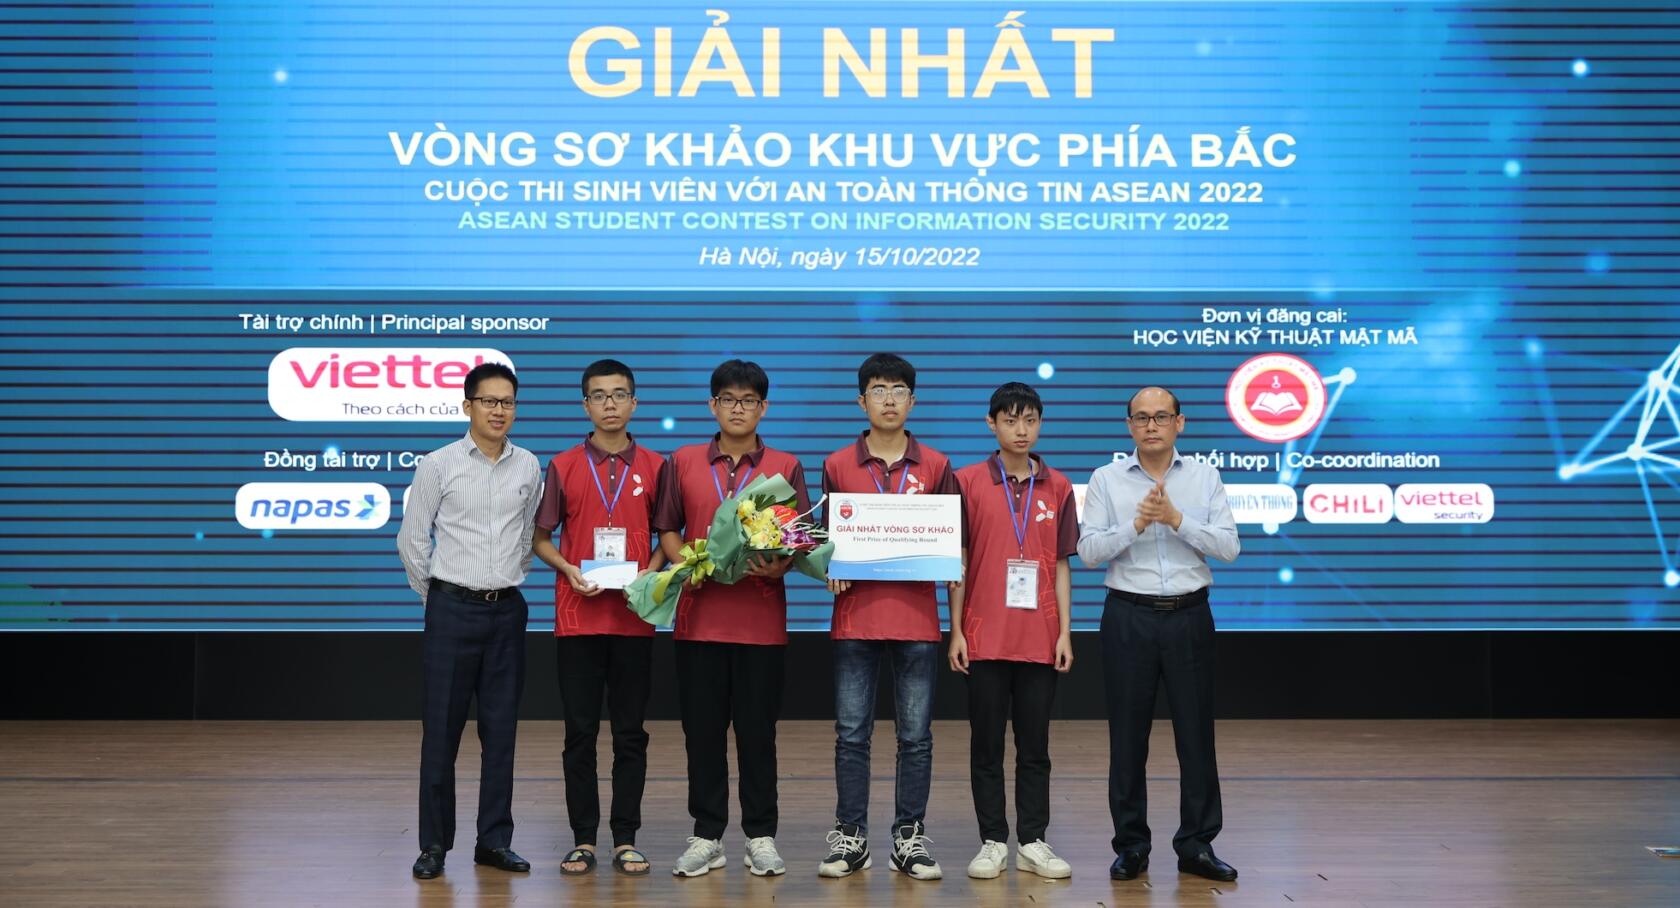 GIẢI NHẤT
VÒNG SƠ KHẢO KHU VỰC PHÍA BẮC
CUỘC THI SINH VIÊN VỚI AN TOÀN THÔNG TIN ASEAN 2022
ASEAN STUDENT CONTEST ON INFORMATION SECURITY 2022
Hà Nội, ngày 15/10/2022
Tài trợ chính | Principal sponsor
viettel
Theo cách của
Đơn vị đăng cai:
HỌC VIỆN KỸ THUẬT MẬT MÃ
Đồng tài trợ |
napas
phối hợp | Co-coordination
CHILI
viettel
security
GIẢI NHẤT VÒNG SƠ KHẢO
First Prize of Qualifying Round